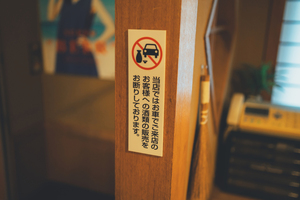 当店ではお車でご来店の
お客様への酒類の販売を
お断りしております。